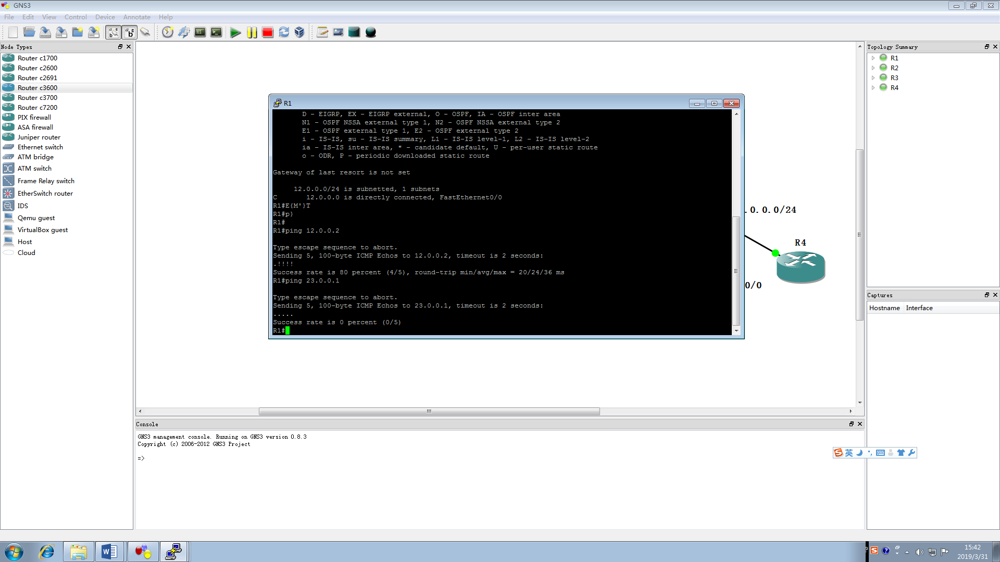 GNS3
File Edit View Control Device Annotate Help
Node Types
Router c1700
Router c2600
Router c2691
Router c3600
Router c3700
Router c7200
PIX firewall
ASA firewall
Juniper router
Ethernet switch
ATM bridge
ATM switch
Frame Relay switch
EtherSwitch router
IDS
Qemu guest
VirtualBox guest
Host
Cloud
R1
D - EIGRP, EX - EIGRP external, O - OSPF, IA - OSPF inter area
N1 - OSPF NSSA external type 1, N2 - OSPF NSSA external type 2
E1 - OSPF external type 1, E2 - OSPF external type 2
i - IS-IS, su - IS-IS summary, L1 - IS-IS level-1, L2 - IS-IS level-2
ia - IS-IS inter area, * - candidate default, U - per-user static route
o - ODR, P - periodic downloaded static route
Gateway of last resort is not set
12.0.0.0/24 is subnetted, 1 subnets
C 12.0.0.0 is directly connected, FastEthernet0/0
R1#E{M'}T
R1#p}
R1#
R1#ping 12.0.0.2
Type escape sequence to abort.
Sending 5, 100-byte ICMP Echos to 12.0.0.2, timeout is 2 seconds:
.!!!!
Success rate is 80 percent (4/5), round-trip min/avg/max = 20/24/36 ms
R1#ping 23.0.0.1
Type escape sequence to abort.
Sending 5, 100-byte ICMP Echos to 23.0.0.1, timeout is 2 seconds:
.....
Success rate is 0 percent (0/5)
R1#
.0.0.0/24
R4
0/0
Topology Summary
R1
R2
R3
R4
Captures
Hostname Interface
Console
GNS3 management console. Running on GNS3 version 0.8.3
Copyright (c) 2006-2012 GNS3 Project
=>
英
15:42
2019/3/31